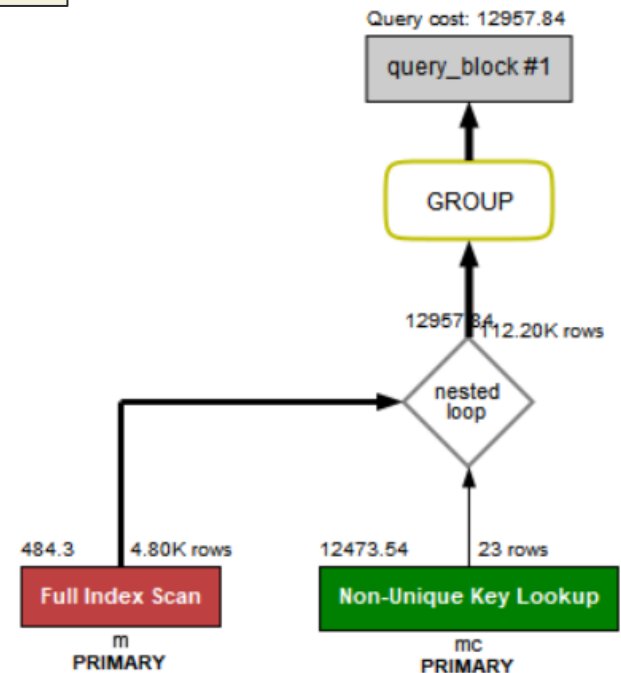 Query cost: 12957.84
query_block #1
GROUP
12957.84
112.20K rows
nested
loop
484.3
4.80K rows
12473.54
23 rows
Full Index Scan
Non-Unique Key Lookup
m
PRIMARY
mc
PRIMARY